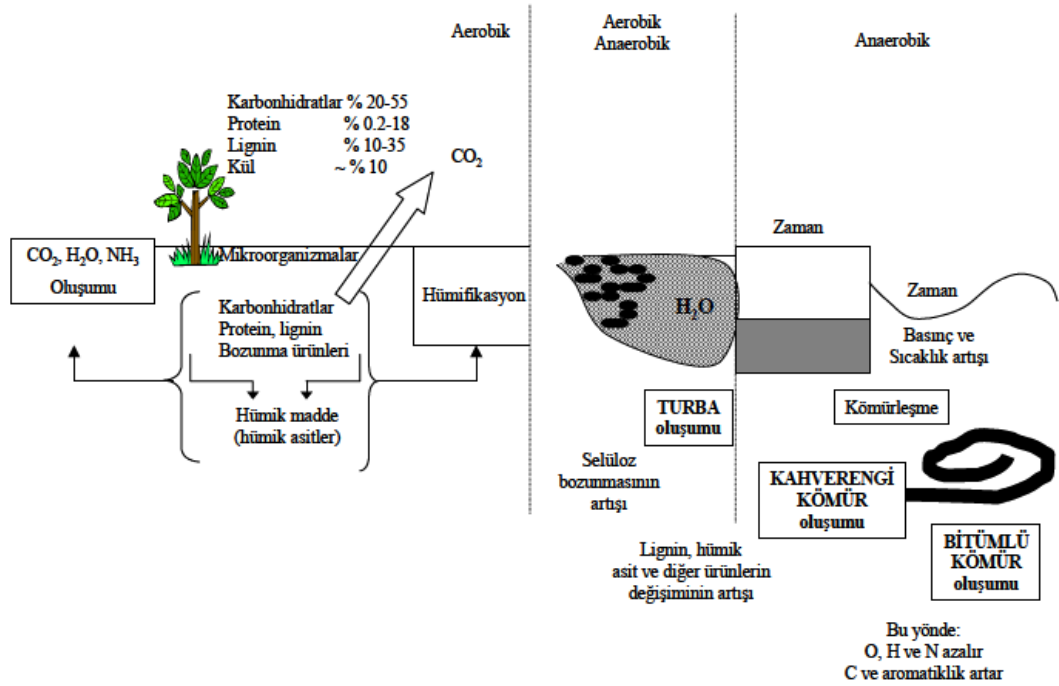 Aerobik
Aerobik
Anaerobik
Anaerobik
Karbonhidratlar % 20-55
Protein % 0.2-18
Lignin % 10-35
Kül ~ % 10
CO₂
CO₂, H₂O, NH₃
Oluşumu
Mikroorganizmalar
Karbonhidratlar
Protein, lignin
Bozunma ürünleri
Hümik madde
(hümik asitler)
Hümifikasyon
H₂O
Zaman
Zaman
Basınç ve
Sıcaklık artışı
TURBA
oluşumu
Kömürleşme
Selüloz
bozunmasının
artışı
KAHVERENGİ
KÖMÜR
oluşumu
BİTÜMLÜ
KÖMÜR
oluşumu
Lignin, hümik
asit ve diğer ürünlerin
değişiminin artışı
Bu yönde:
O, H ve N azalır
C ve aromatiklik artar